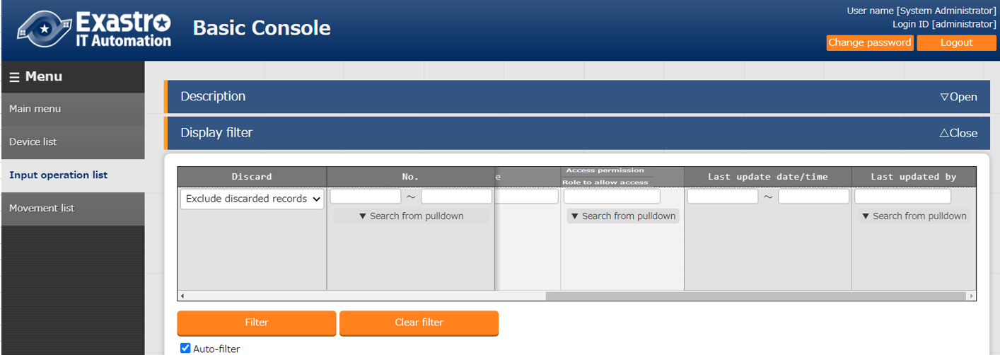 Exastro
IT Automation
Basic Console
User name [System Administrator]
Login ID [administrator]
Change password
Logout
☰ Menu
Main menu
Device list
Input operation list
Movement list
Description
▽Open
Display filter
△Close
Discard
No.
e
Access permission
Role to allow access
Last update date/time
Last updated by
Exclude discarded records
～
～
▼ Search from pulldown
▼ Search from pulldown
▼ Search from pulldown
Filter
Clear filter
Auto-filter